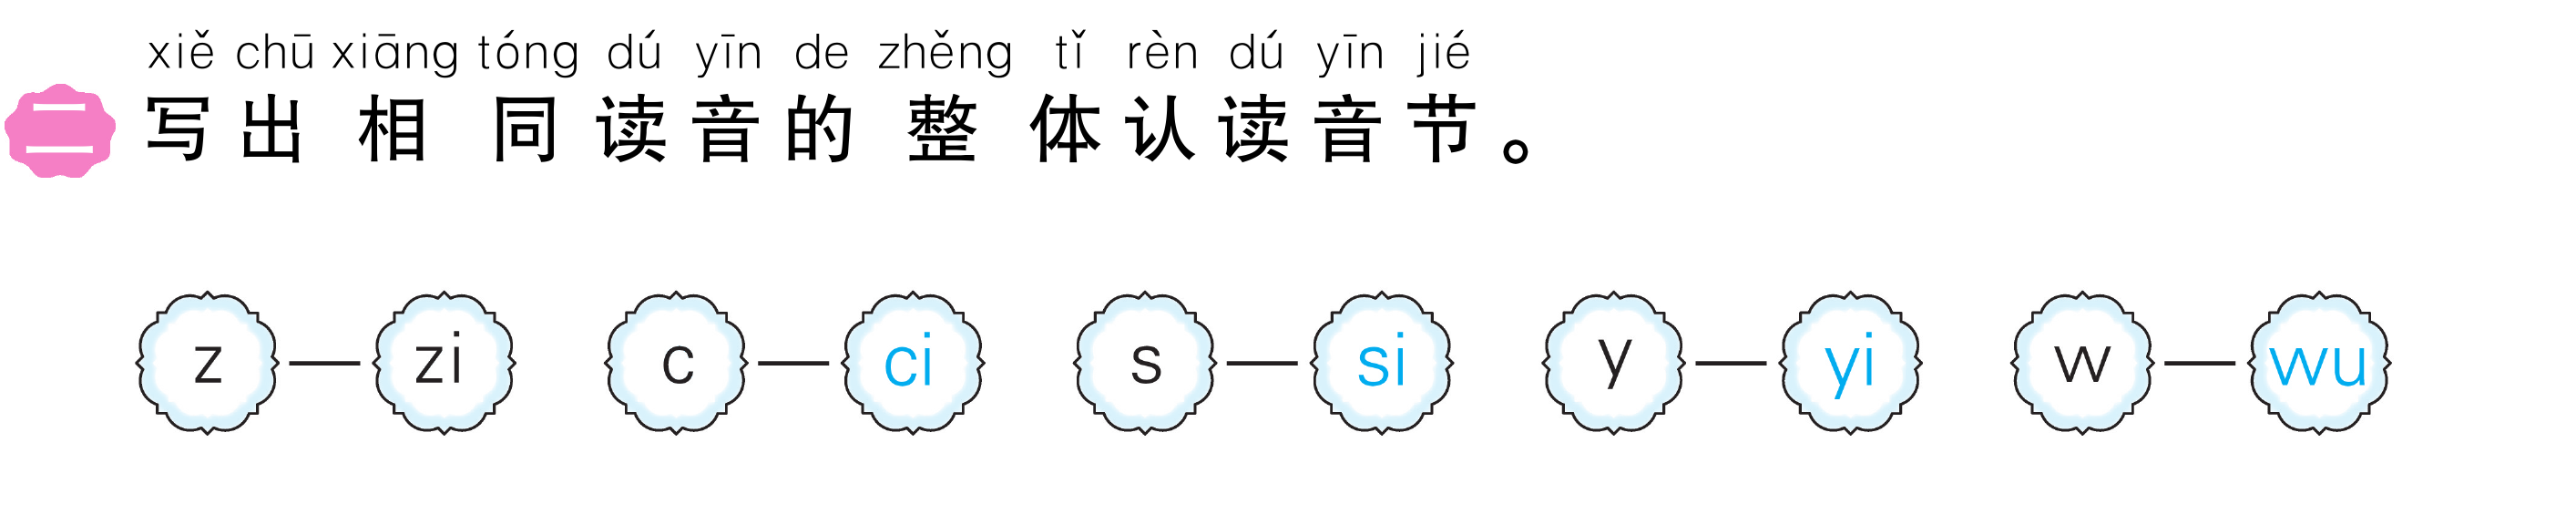 xiě chū xiāng tóng dú yīn de zhěng tǐ rèn dú yīn jié
二 写出相同读音的整体认读音节。
z — zi c — ci s — si y — yi w — wu